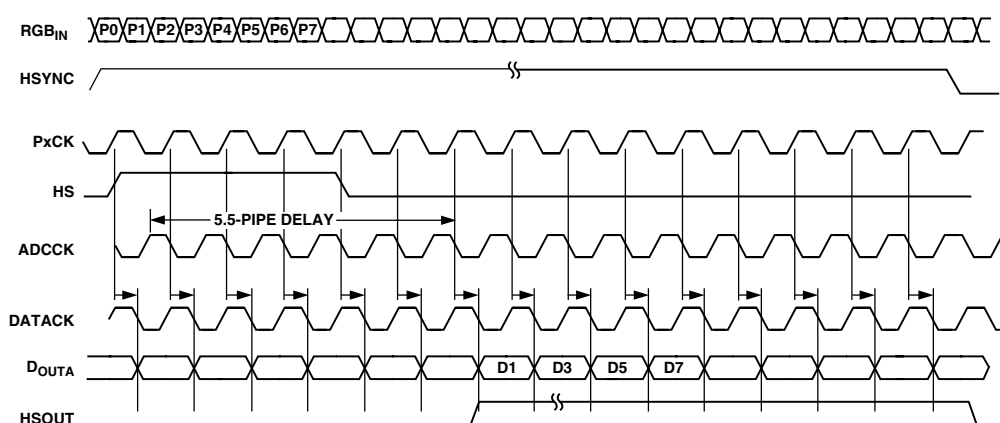 RGBIN P0 P1 P2 P3 P4 P5 P6 P7
HSYNC
PxCK
HS
5.5-PIPE DELAY
ADCCK
DATACK
DOUTA D1 D3 D5 D7
HSOUT